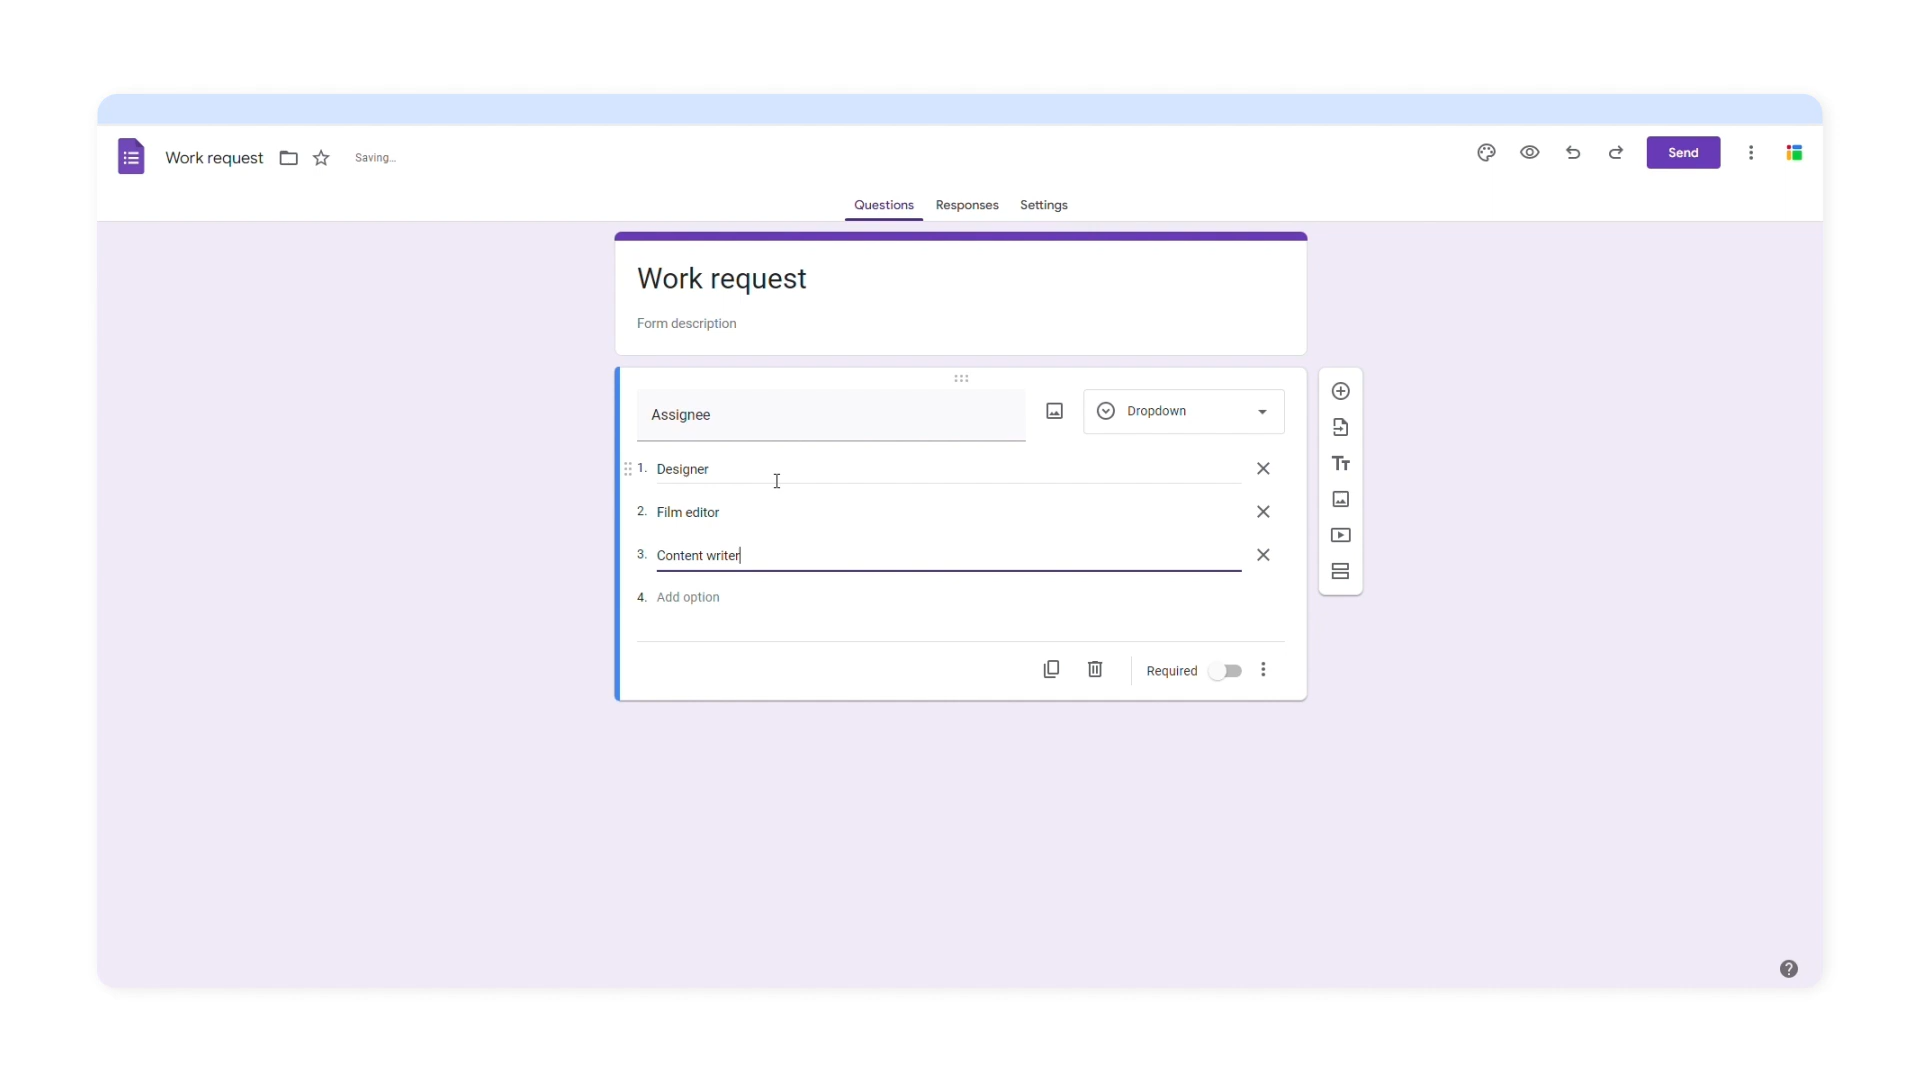 Work request
Saving...
Send
Questions Responses Settings
Work request
Form description
Assignee
Dropdown
1. Designer
2. Film editor
3. Content writer
4. Add option
Required